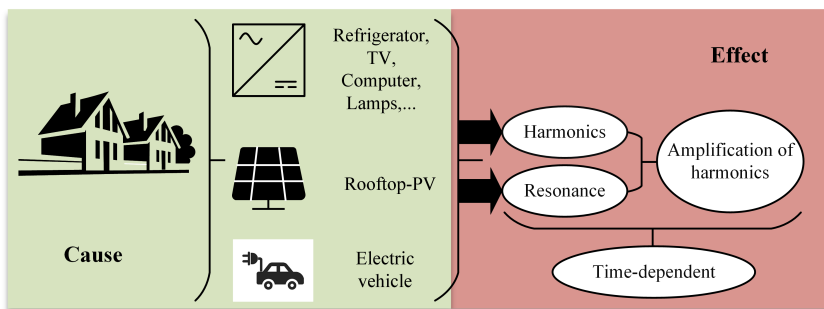 Refrigerator,
TV,
Computer,
Lamps,...
Rooftop-PV
Electric
vehicle
Cause
Effect
Harmonics
Resonance
Amplification of
harmonics
Time-dependent